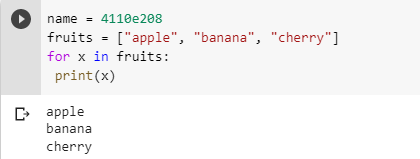 name = 4110e208
fruits = ["apple", "banana", "cherry"]
for x in fruits:
 print(x)
apple
banana
cherry